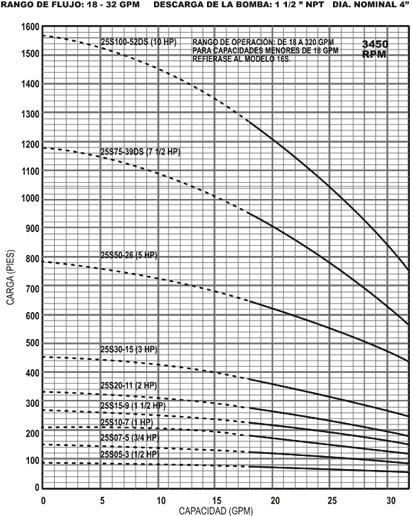 RANGO DE FLUJO: 18 - 32 GPM DESCARGA DE LA BOMBA: 1 1/2 " NPT DIA. NOMINAL 4"
1600
25S100-52DS (10 HP)
RANGO DE OPERACIÓN: DE 18 A 320 GPM
PARA CAPACIDADES MENORES DE 18 GPM
REFIERASE AL MODELO 16S.
3450
RPM
1500
1400
1300
1200
25S75-39DS (7 1/2 HP)
1100
1000
900
800
25S50-26 (5 HP)
700
600
500
25S30-15 (3 HP)
400
25S20-11 (2 HP)
300
25S15-9 (1 1/2 HP)
25S10-7 (1 HP)
200
25S07-5 (3/4 HP)
25S05-3 (1/2 HP)
100
0
CARGA (PIES)
0 5 10 15 20 25 30
CAPACIDAD (GPM)